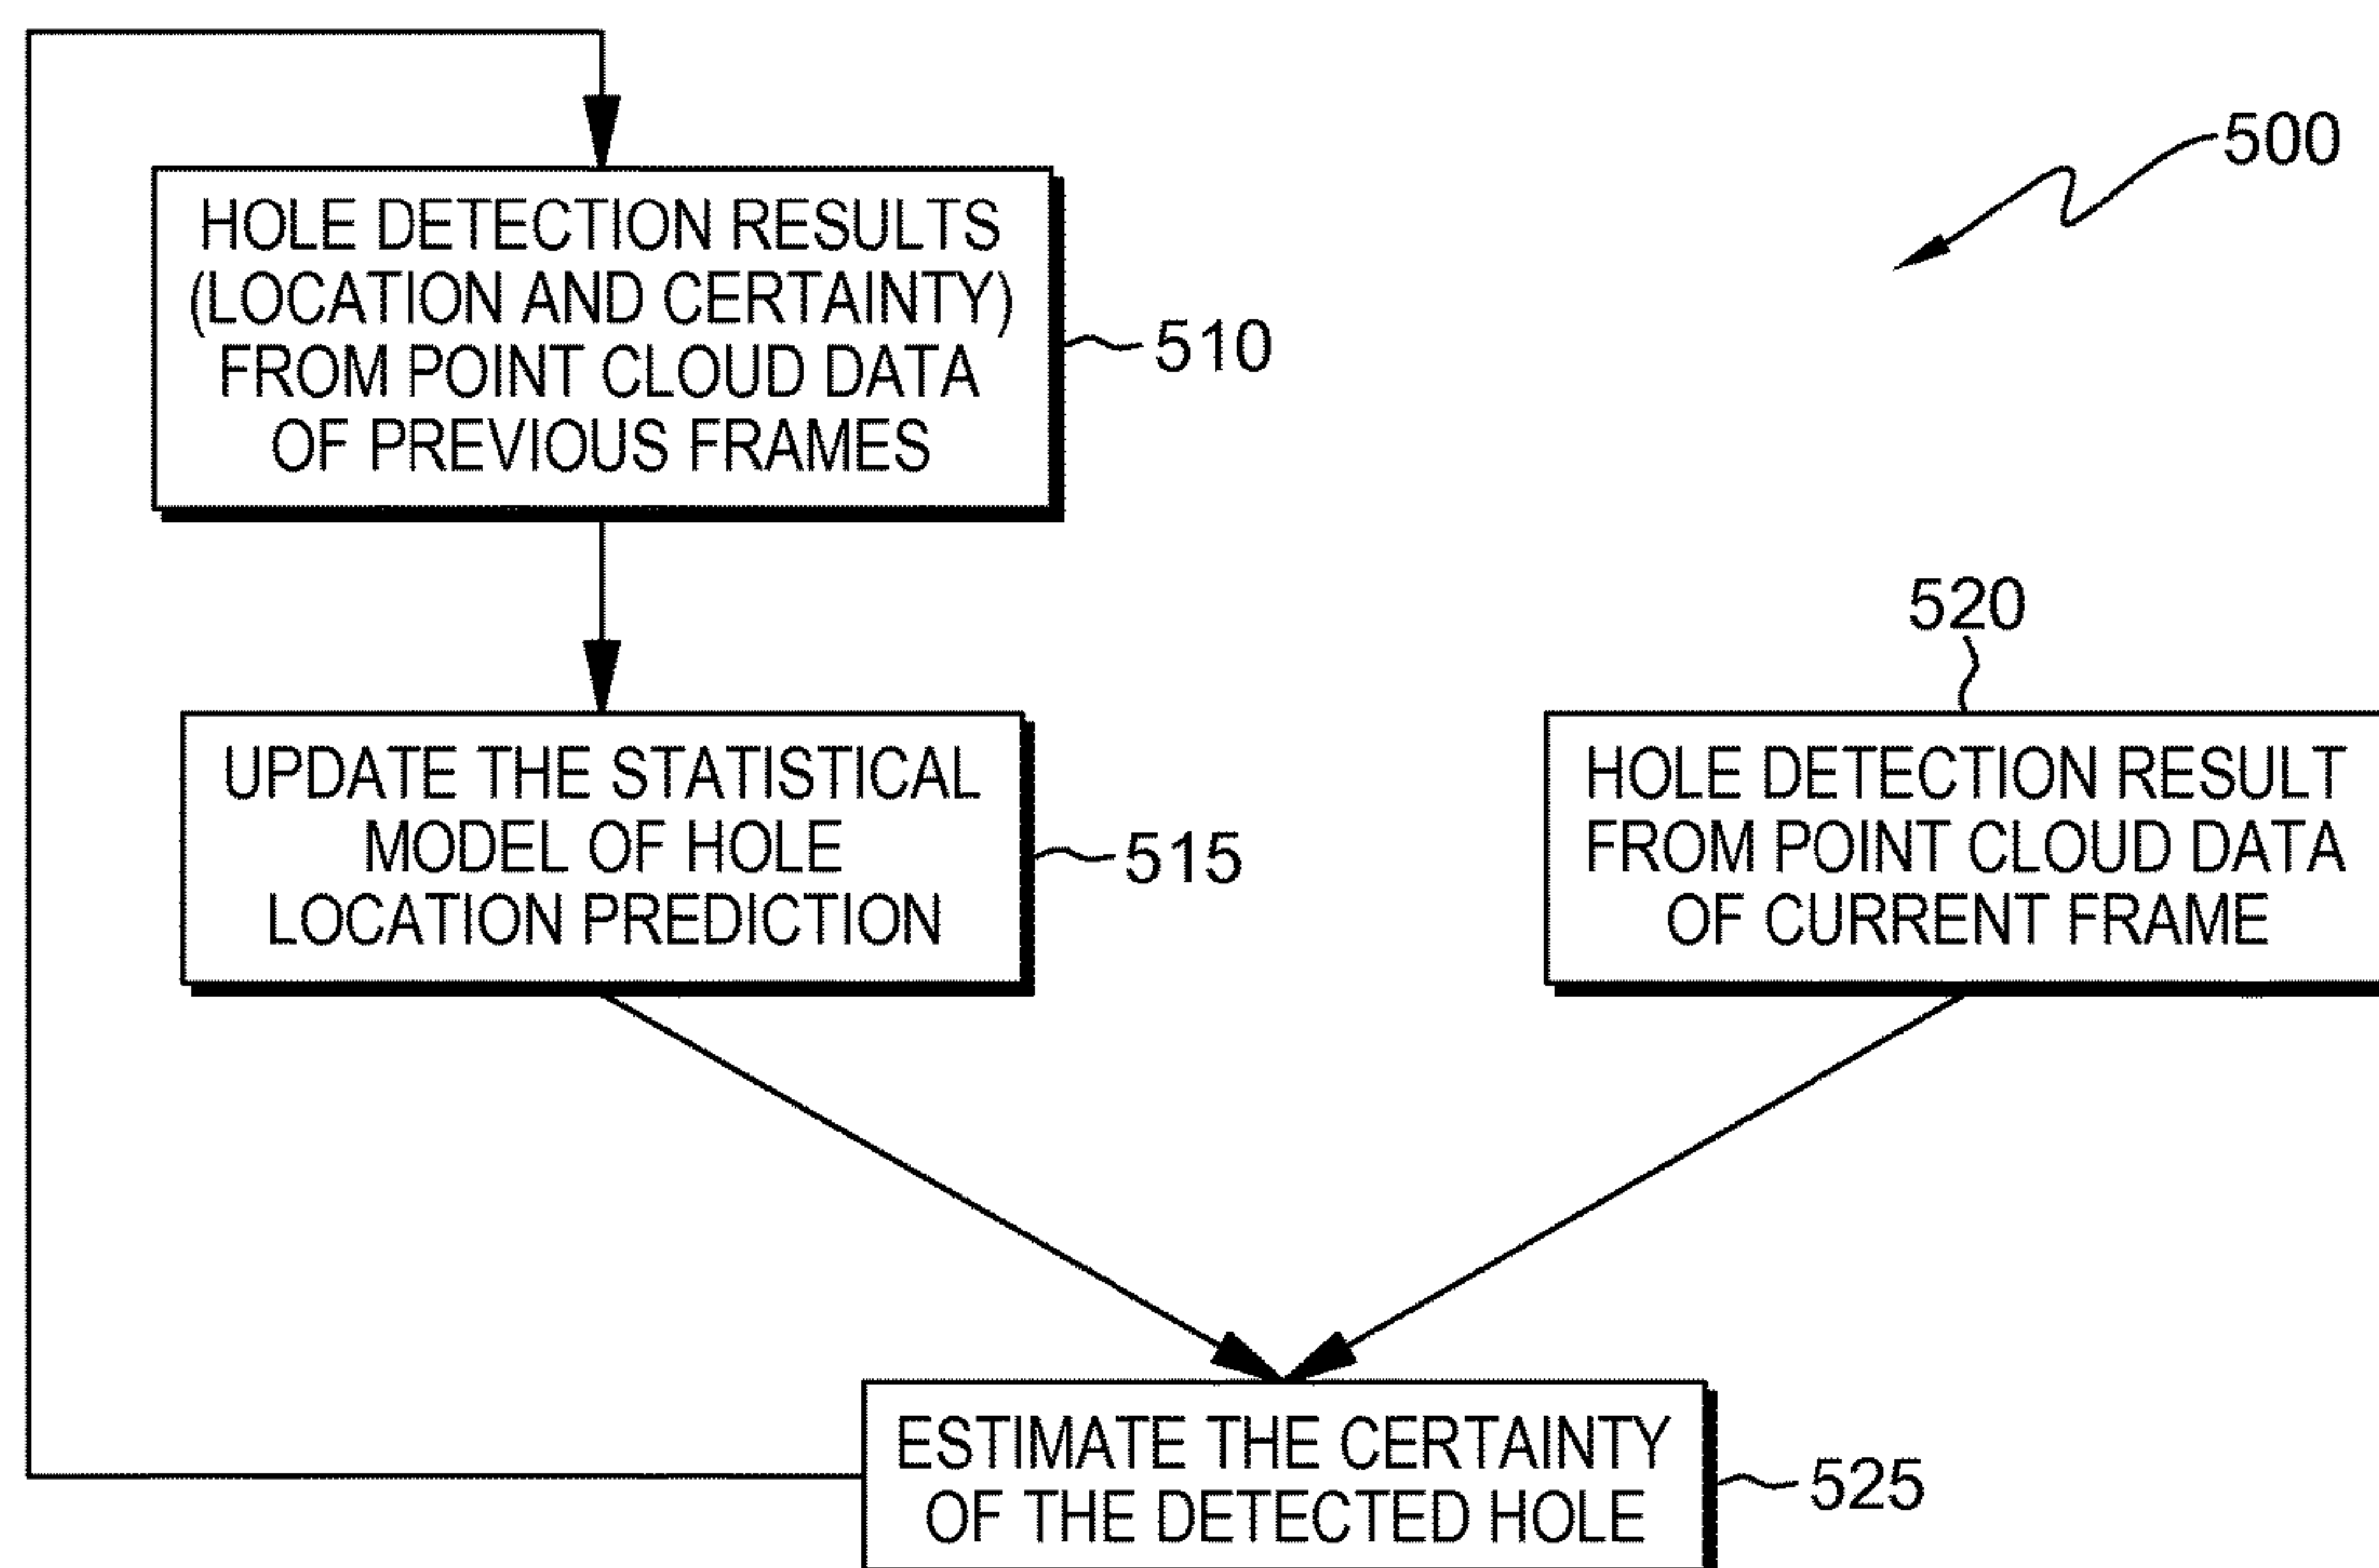 500
HOLE DETECTION RESULTS
(LOCATION AND CERTAINTY)
FROM POINT CLOUD DATA
OF PREVIOUS FRAMES
510
UPDATE THE STATISTICAL
MODEL OF HOLE
LOCATION PREDICTION
515
520
HOLE DETECTION RESULT
FROM POINT CLOUD DATA
OF CURRENT FRAME
ESTIMATE THE CERTAINTY
OF THE DETECTED HOLE
525